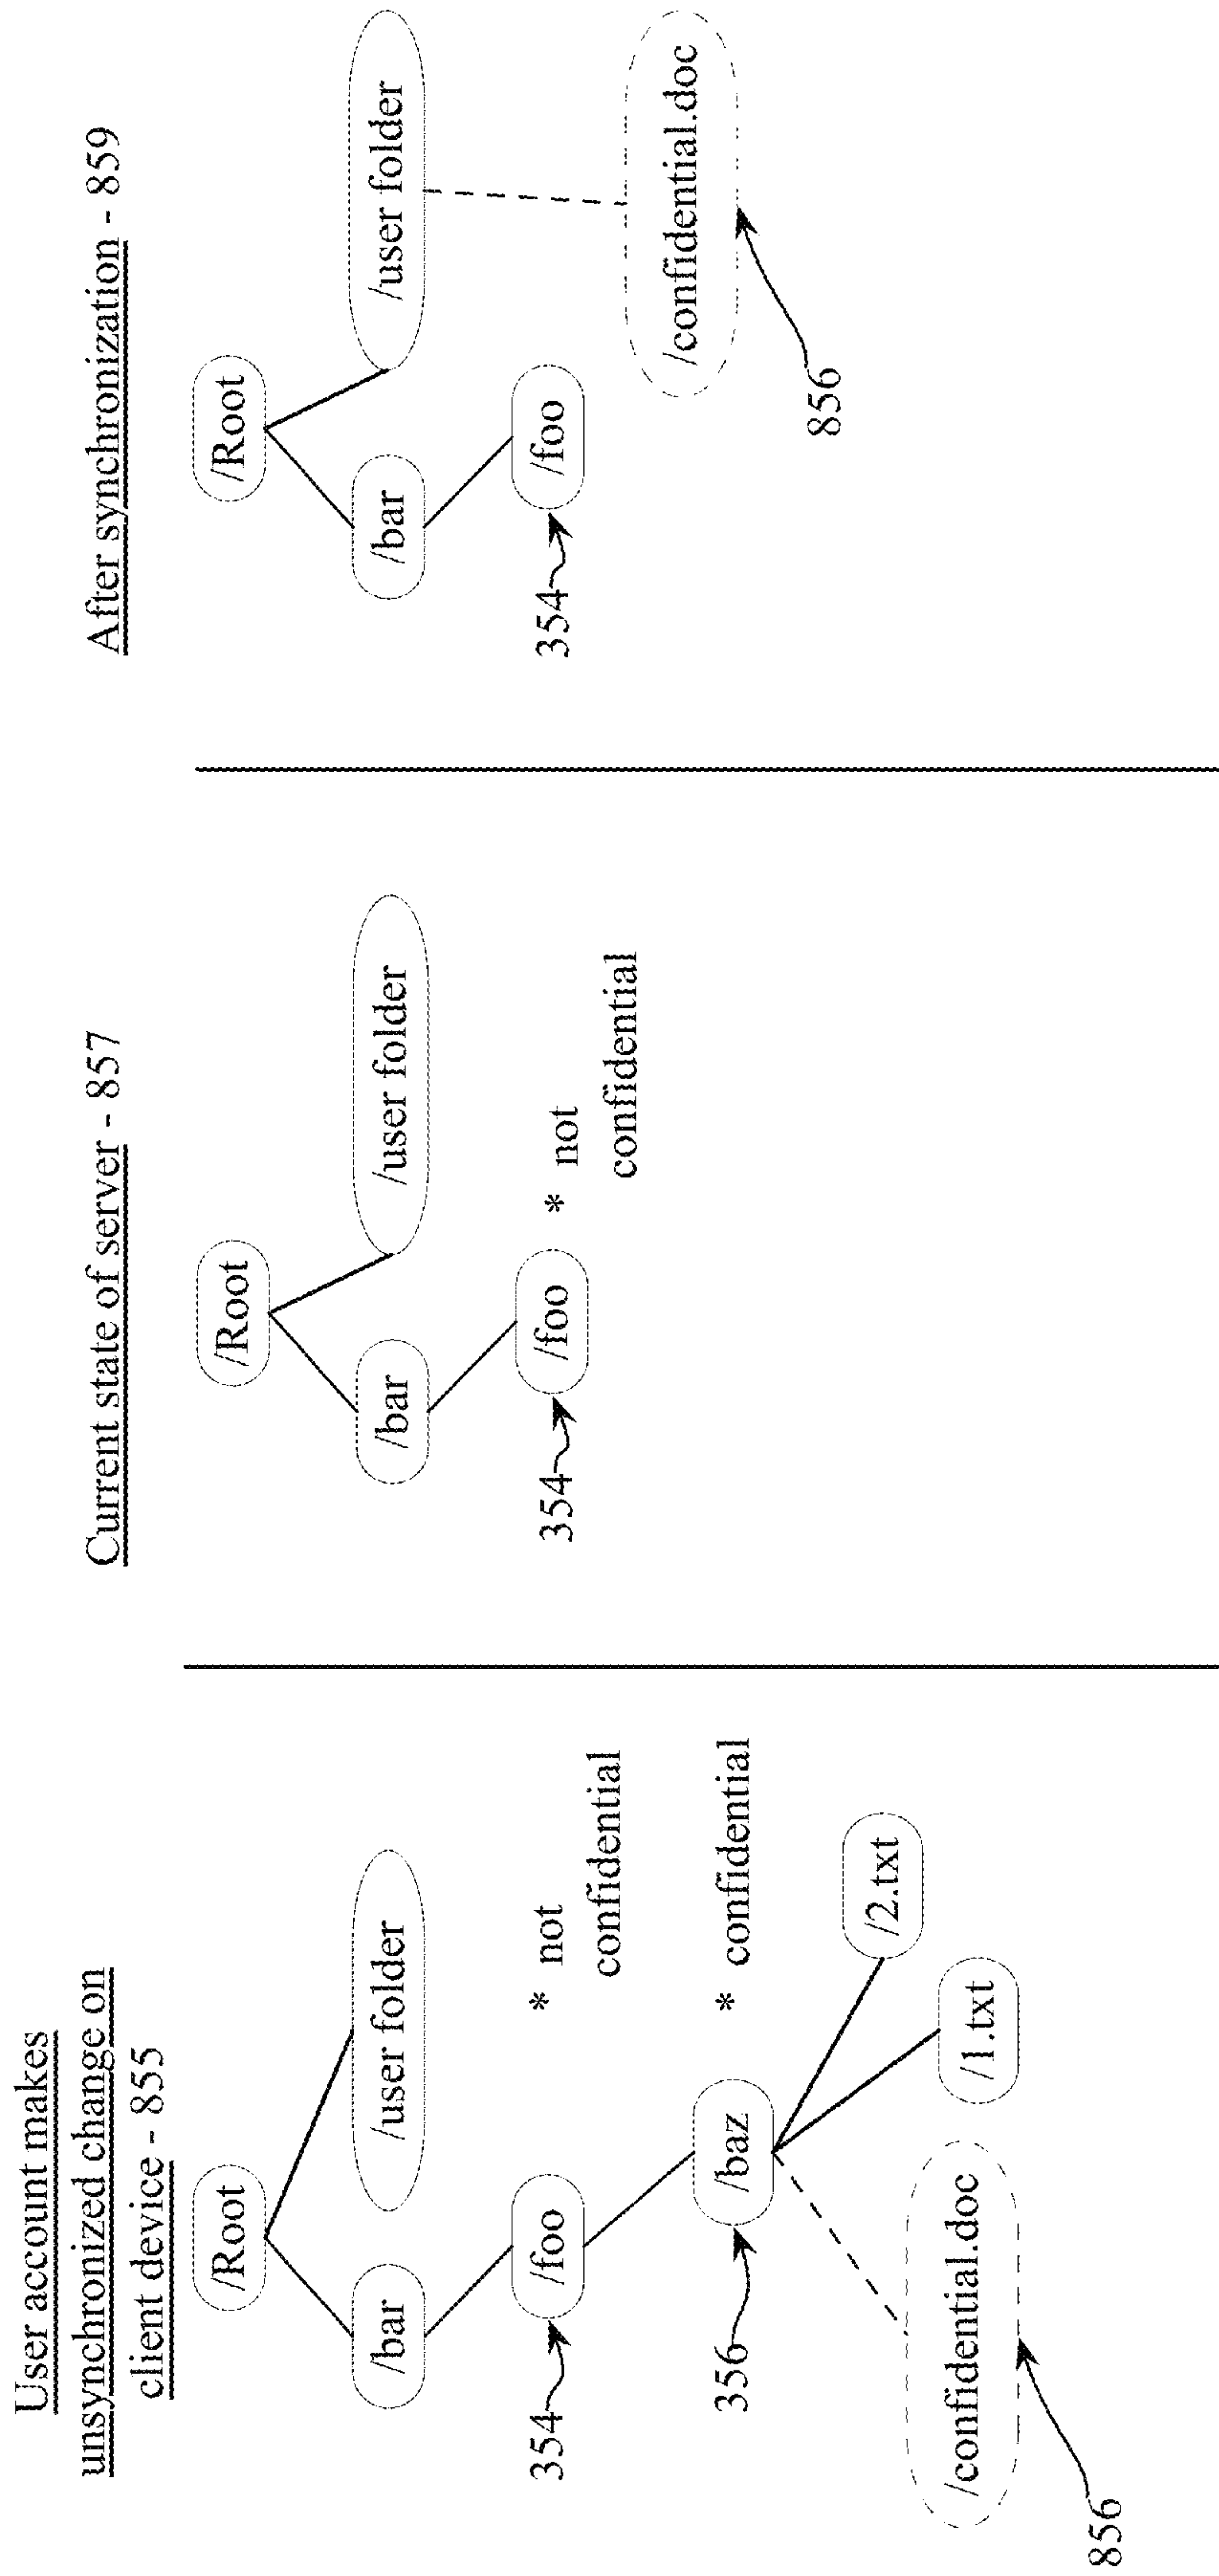 User account makes
unsynchronized change on
client device - 855
/Root
/bar
/user folder
354
/foo
* not
confidential
356
/baz
* confidential
/2.txt
/confidential.doc
/1.txt
856
Current state of server - 857
/Root
/bar
/user folder
354
/foo
* not
confidential
After synchronization - 859
/Root
/bar
/user folder
354
/foo
/confidential.doc
856